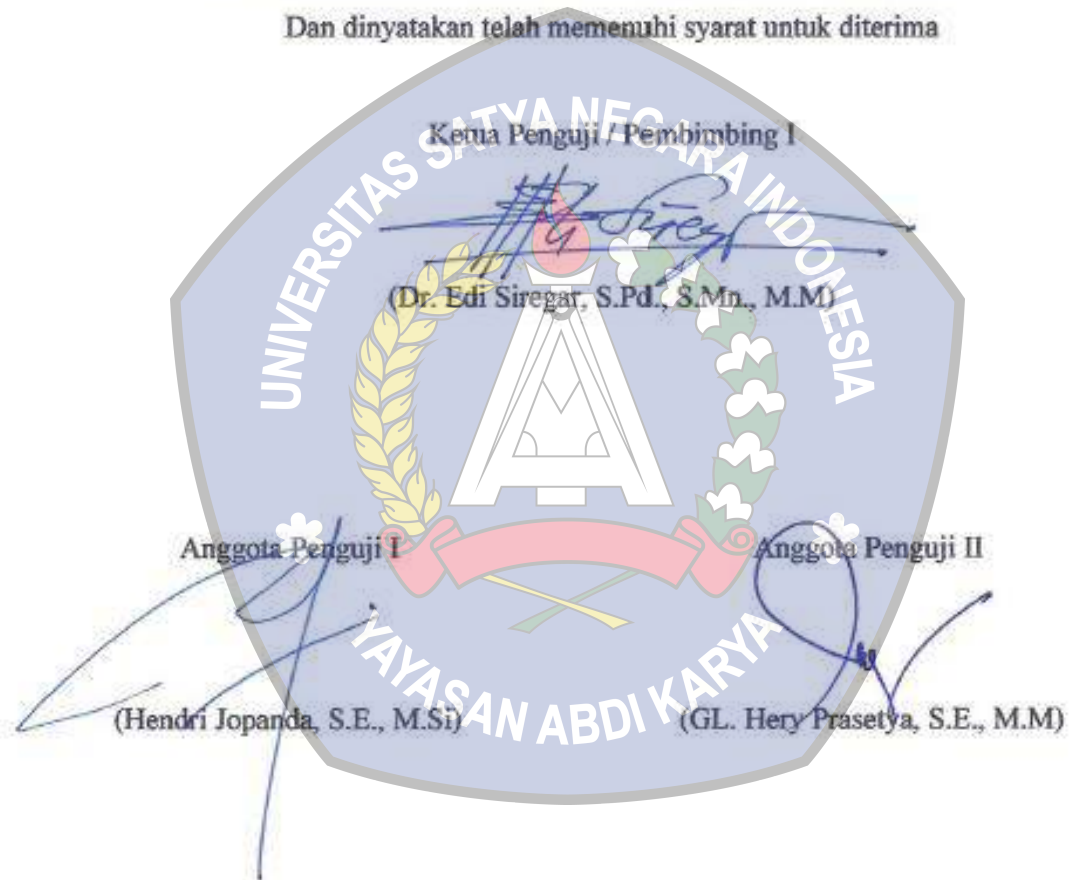 Dan dinyatakan telah memenuhi syarat untuk diterima
UNIVERSITAS SATYA NEGARA INDONESIA
Ketua Penguji / Pembimbing I
(Dr. Edi Siregar, S.Pd., S.Mn., M.M)
Anggota Penguji I
Anggota Penguji II
(Hendri Jopanda, S.E., M.Si)
(GL. Hery Prasetya, S.E., M.M)
YAYASAN ABDI KARYA